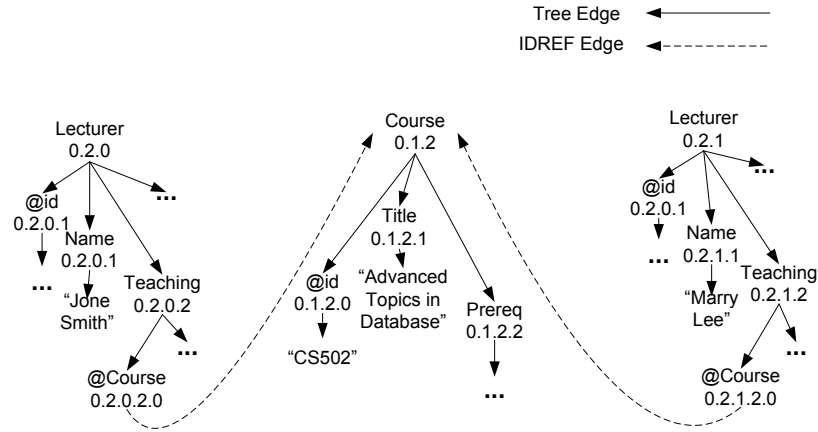 Tree Edge
IDREF Edge
Lecturer
0.2.0
@id
0.2.0.1
...
Name
0.2.0.1
"Jone
Smith"
...
Teaching
0.2.0.2
...
@Course
0.2.0.2.0
Course
0.1.2
@id
0.1.2.0
"CS502"
Title
0.1.2.1
"Advanced
Topics in
Database"
Prereq
0.1.2.2
...
Lecturer
0.2.1
@id
0.2.0.1
...
Name
0.2.1.1
"Marry
Lee"
...
Teaching
0.2.1.2
...
@Course
0.2.1.2.0